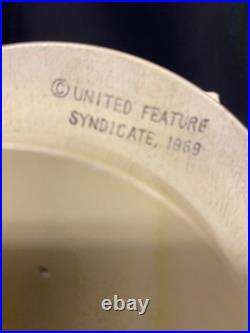 ©UNITED FEATURE
SYNDICATE, 1969